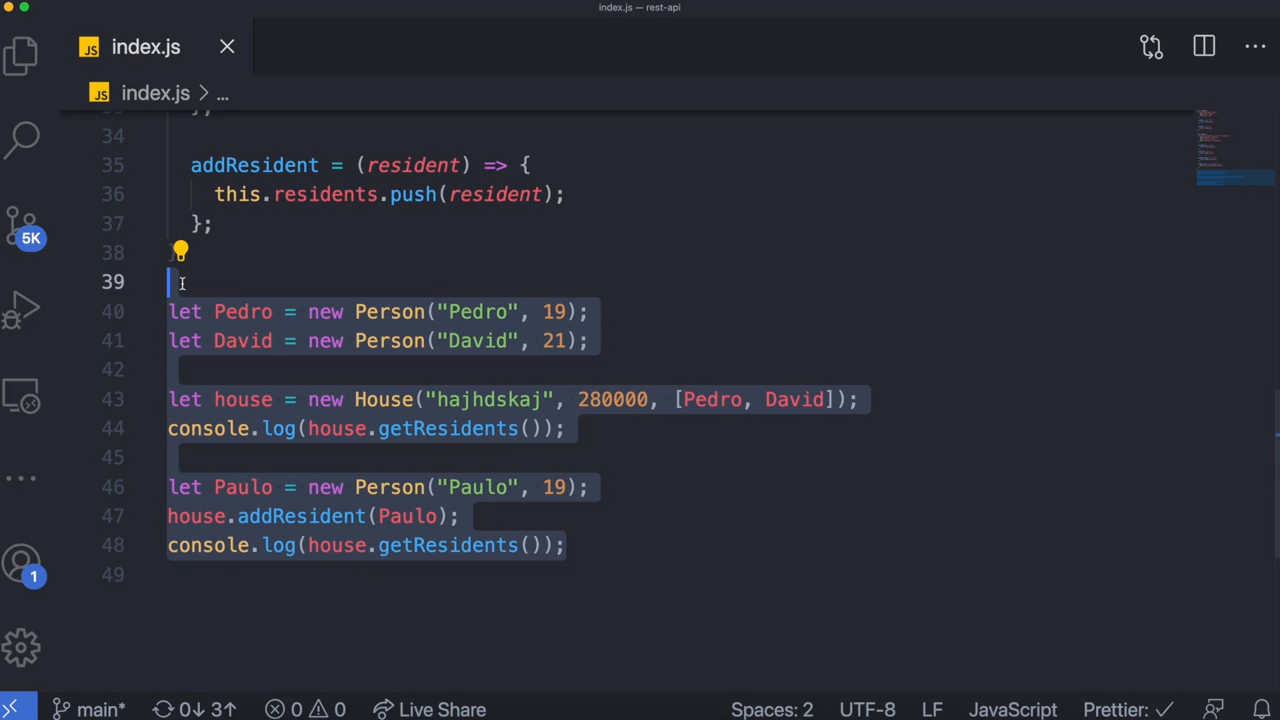 index.js — rest-api
JS index.js
JS index.js > ...
34
35 addResident = (resident) => {
36 this.residents.push(resident);
37 };
38 }
39
40 let Pedro = new Person("Pedro", 19);
41 let David = new Person("David", 21);
42
43 let house = new House("hajhdskaj", 280000, [Pedro, David]);
44 console.log(house.getResidents());
45
46 let Paulo = new Person("Paulo", 19);
47 house.addResident(Paulo);
48 console.log(house.getResidents());
49
5K
1
main* 0↓ 3↑ 0 0 Live Share Spaces: 2 UTF-8 LF JavaScript Prettier: ✓